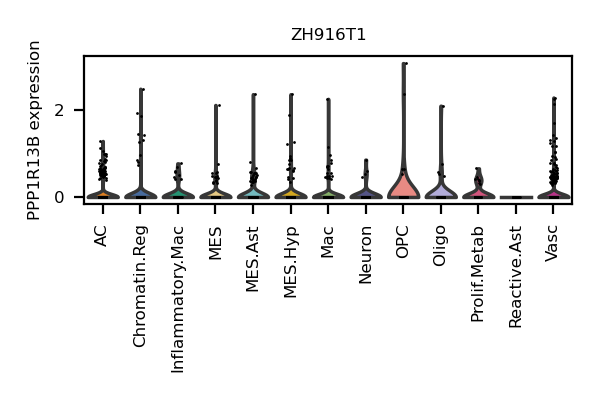 ZH916T1
PPP1R13B expression
2
0
AC
Chromatin.Reg
Inflammatory.Mac
MES
MES.Ast
MES.Hyp
Mac
Neuron
OPC
Oligo
Prolif.Metab
Reactive.Ast
Vasc